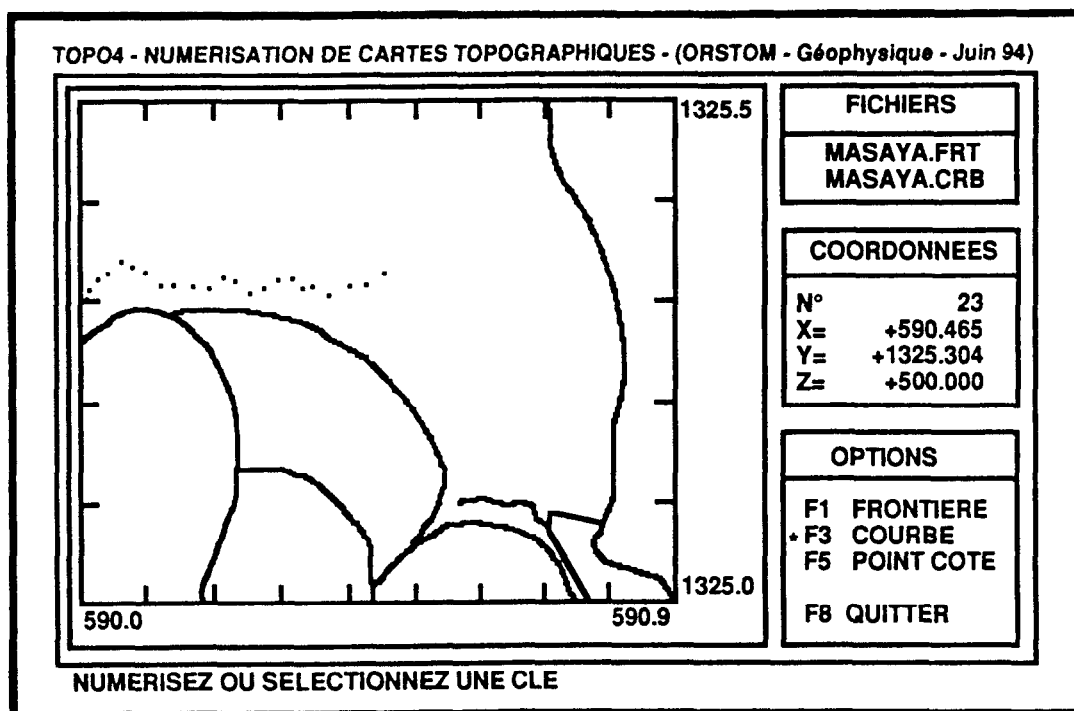 TOPO4 - NUMERISATION DE CARTES TOPOGRAPHIQUES - (ORSTOM - Géophysique - Juin 94)
1325.5
1325.0
590.0
590.9
FICHIERS
MASAYA.FRT
MASAYA.CRB
COORDONNEES
N° 23
X= +590.465
Y= +1325.304
Z= +500.000
OPTIONS
F1 FRONTIERE
* F3 COURBE
F5 POINT COTE
F8 QUITTER
NUMERISEZ OU SELECTIONNEZ UNE CLE